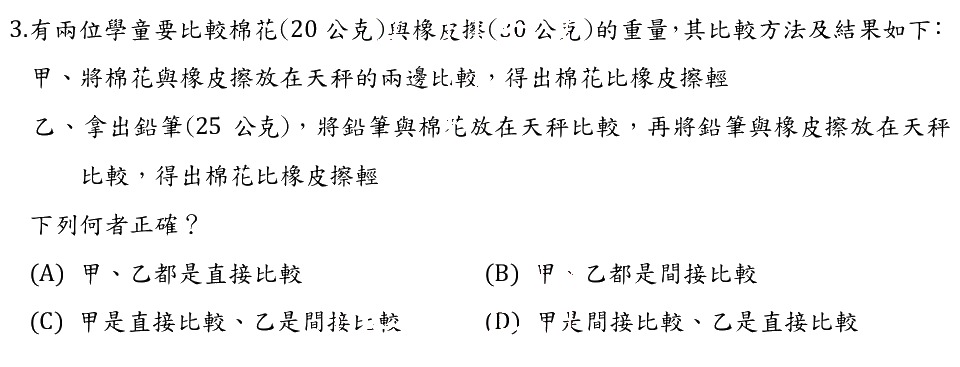 3.有兩位學童要比較棉花(20 公克)與橡皮擦(30 公克)的重量,其比較方法及結果如下:
甲、將棉花與橡皮擦放在天秤的兩邊比較,得出棉花比橡皮擦輕
乙、拿出鉛筆(25 公克),將鉛筆與棉花放在天秤比較,再將鉛筆與橡皮擦放在天秤
比較,得出棉花比橡皮擦輕
下列何者正確?
(A) 甲、乙都是直接比較 (B) 甲、乙都是間接比較
(C) 甲是直接比較、乙是間接比較 (D) 甲是間接比較、乙是直接比較